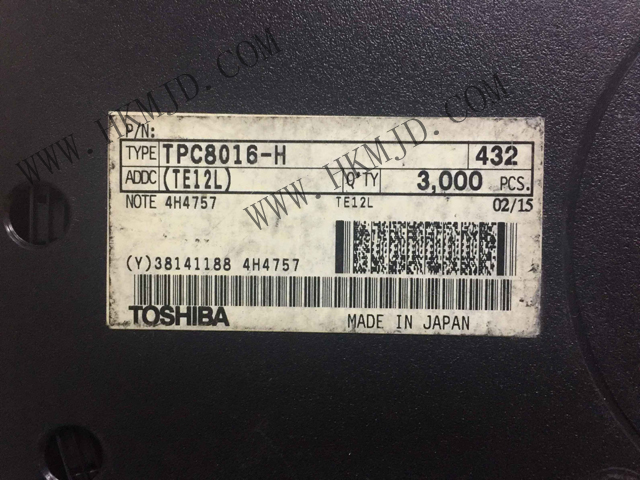 P/N:
TYPE TPC8016-H 432
ADDC (TE12L) Q'TY 3,000 PCS.
NOTE 4H4757 TE12L 02/15
(Y)38141188 4H4757
TOSHIBA MADE IN JAPAN
WWW.HKMJD.COM
WWW.HKMJD.COM